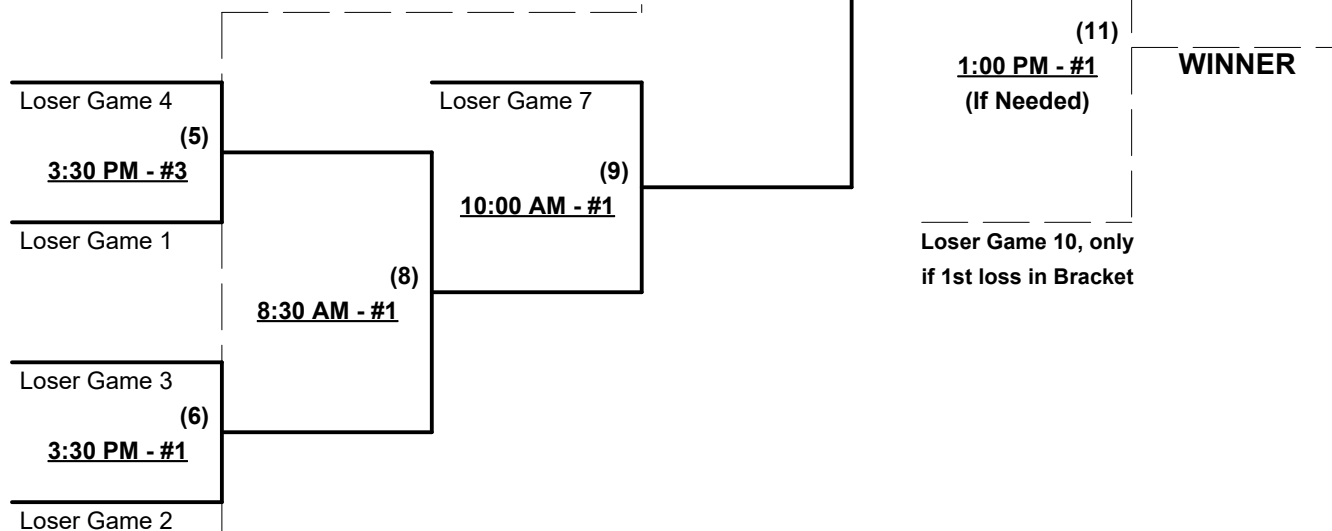 (11)
1:00 PM - #1
(If Needed)
WINNER
Loser Game 4
(5)
3:30 PM - #3
Loser Game 1
Loser Game 7
(9)
10:00 AM - #1
Loser Game 10, only
if 1st loss in Bracket
(8)
8:30 AM - #1
Loser Game 3
(6)
3:30 PM - #1
Loser Game 2